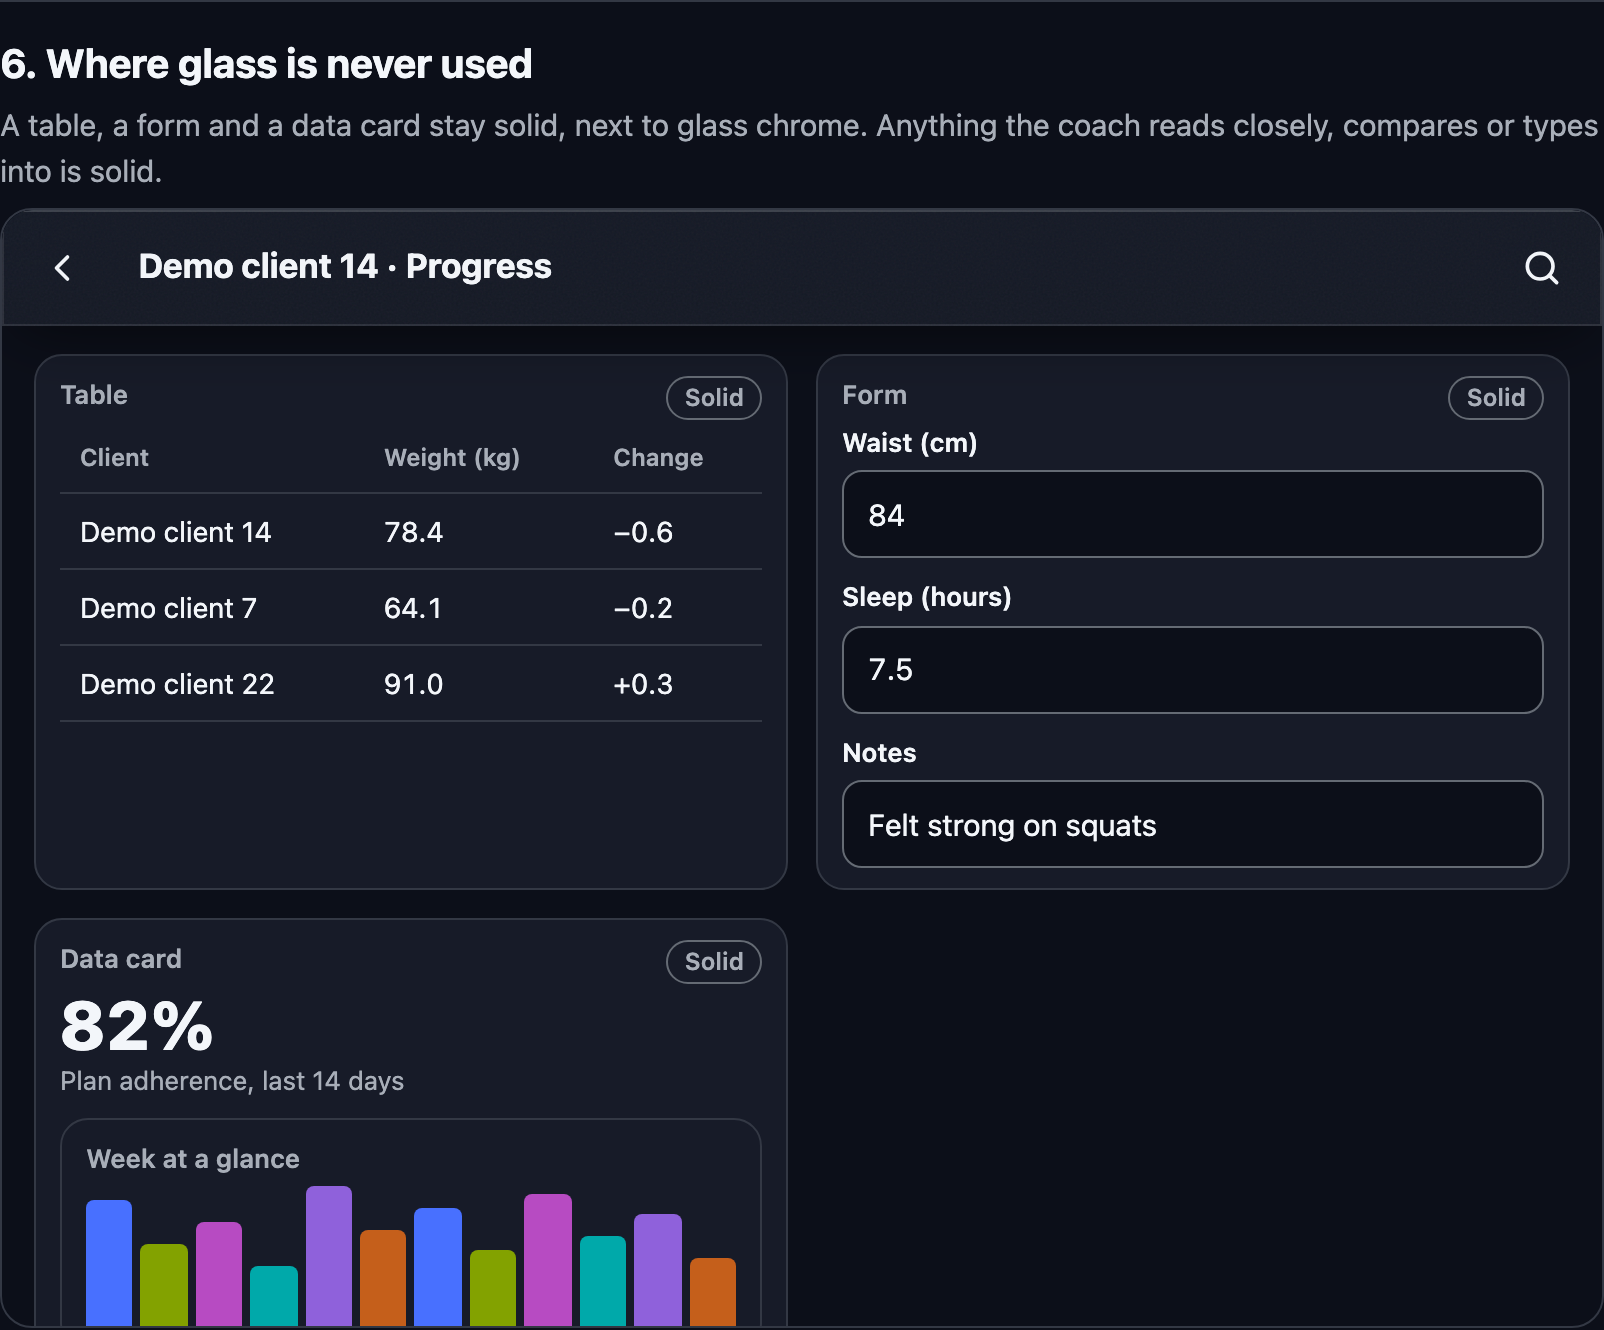 6. Where glass is never used
A table, a form and a data card stay solid, next to glass chrome. Anything the coach reads closely, compares or types
into is solid.
Demo client 14 · Progress
Table
Solid
Client Weight (kg) Change
Demo client 14 78.4 −0.6
Demo client 7 64.1 −0.2
Demo client 22 91.0 +0.3
Form
Solid
Waist (cm)
84
Sleep (hours)
7.5
Notes
Felt strong on squats
Data card
Solid
82%
Plan adherence, last 14 days
Week at a glance